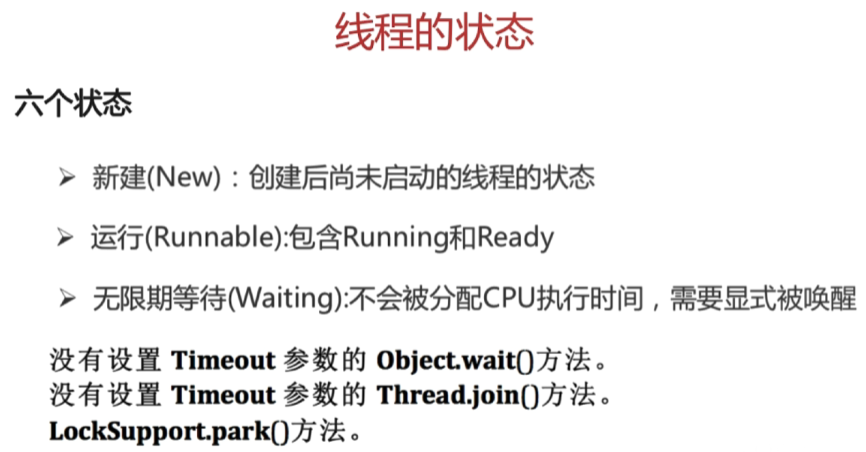 线程的状态
六个状态
➢ 新建(New)：创建后尚未启动的线程的状态
➢ 运行(Runnable):包含Running和Ready
➢ 无限期等待(Waiting):不会被分配CPU执行时间，需要显式被唤醒
没有设置 Timeout 参数的 Object.wait()方法。
没有设置 Timeout 参数的 Thread.join()方法。
LockSupport.park()方法。